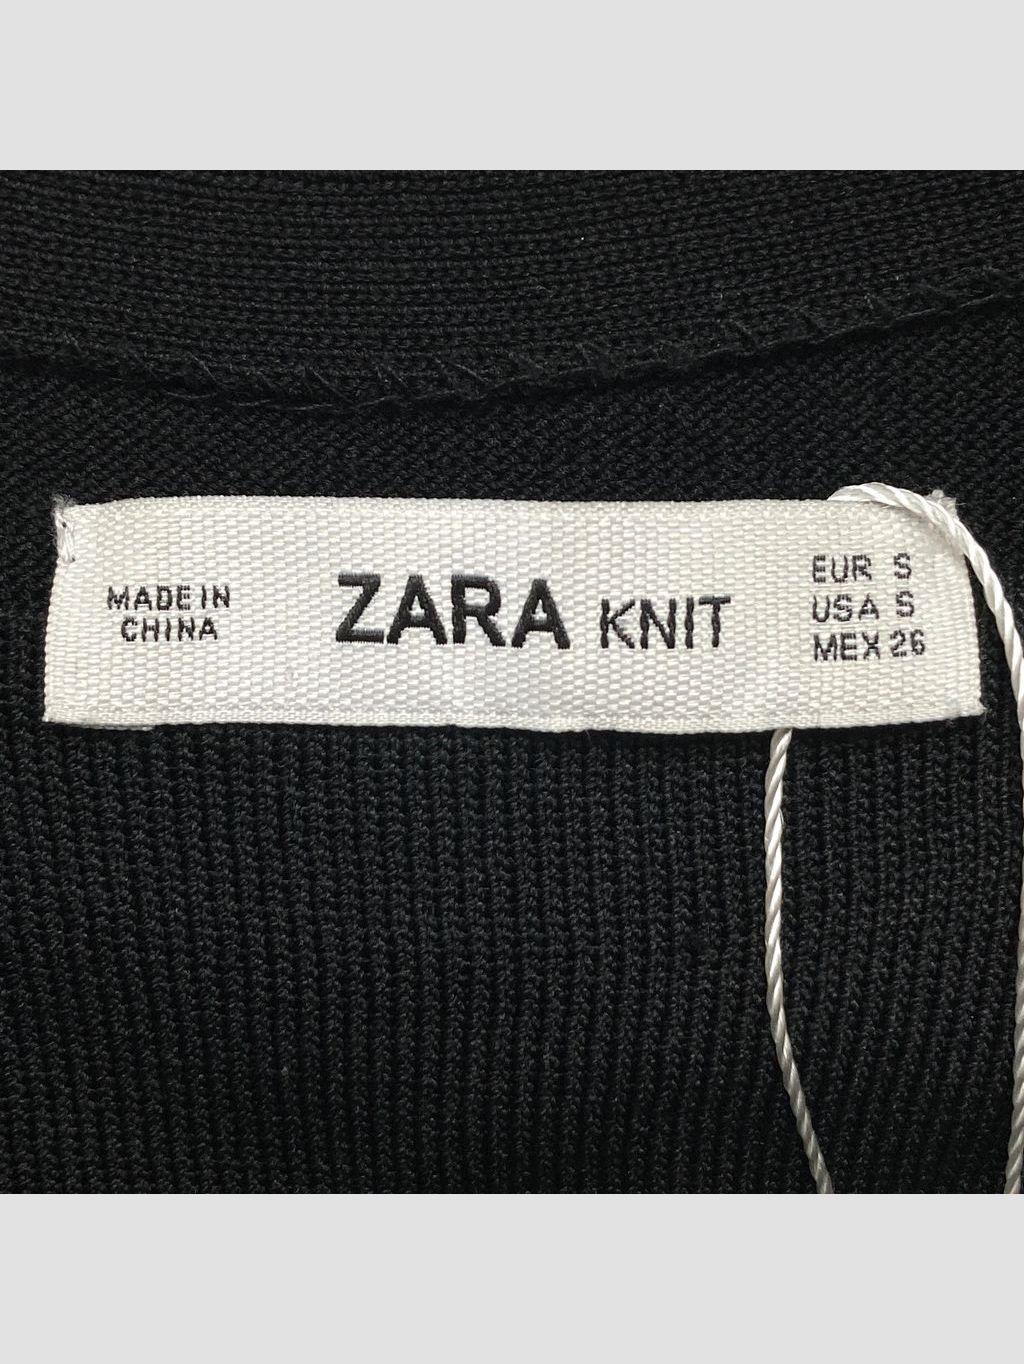 MADE IN
CHINA
ZARA KNIT
EUR S
USA S
MEX 26